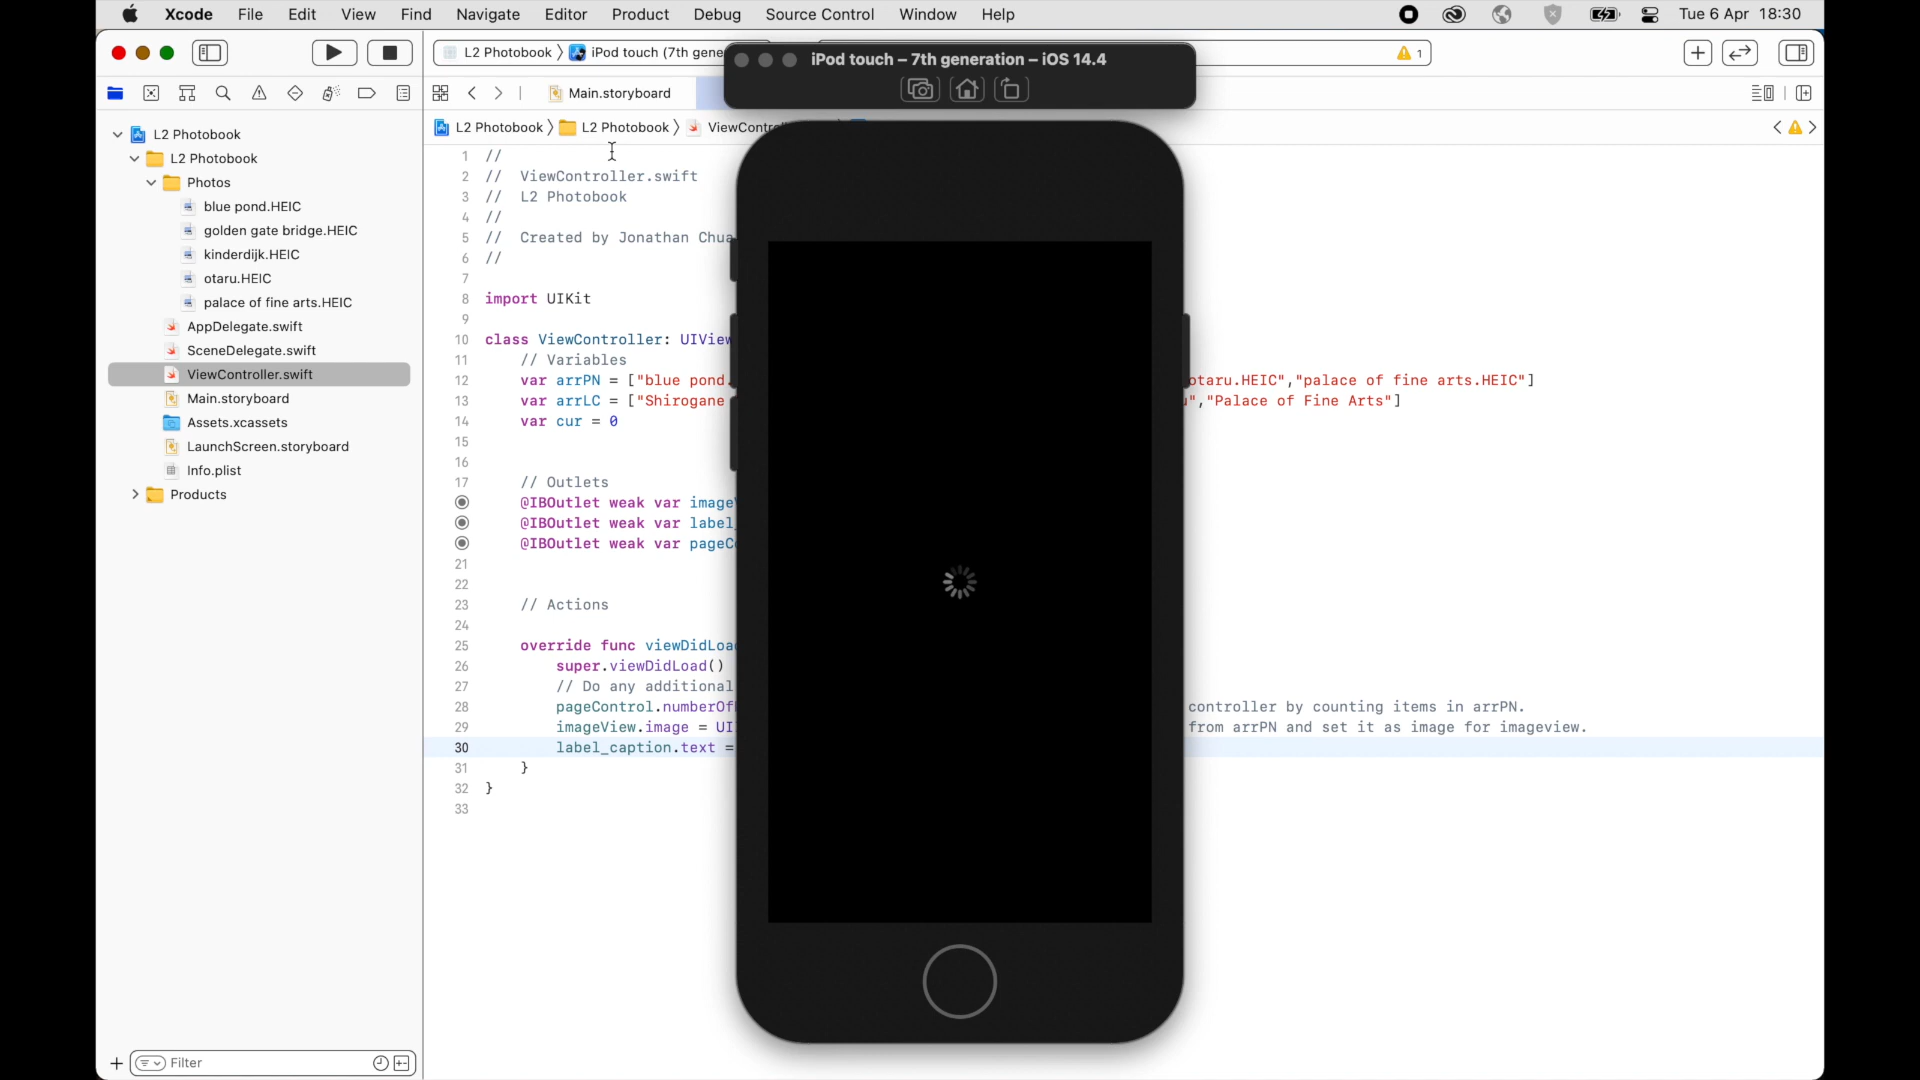 Xcode File Edit View Find Navigate Editor Product Debug Source Control Window Help Tue 6 Apr 18:30
L2 Photobook iPod touch (7th gene 1
iPod touch – 7th generation – iOS 14.4
Main.storyboard
L2 Photobook L2 Photobook ViewContr
L2 Photobook
L2 Photobook
Photos
blue pond.HEIC
golden gate bridge.HEIC
kinderdijk.HEIC
otaru.HEIC
palace of fine arts.HEIC
AppDelegate.swift
SceneDelegate.swift
ViewController.swift
Main.storyboard
Assets.xcassets
LaunchScreen.storyboard
Info.plist
Products
Filter
1 //
2 // ViewController.swift
3 // L2 Photobook
4 //
5 // Created by Jonathan Chua
6 //
7
8 import UIKit
9
10 class ViewController: UIView
11 // Variables
12 var arrPN = ["blue pond. otaru.HEIC","palace of fine arts.HEIC"]
13 var arrLC = ["Shirogane u","Palace of Fine Arts"]
14 var cur = 0
15
16
17 // Outlets
@IBOutlet weak var image
@IBOutlet weak var label_
@IBOutlet weak var pageC
21
22
23 // Actions
24
25 override func viewDidLoa
26 super.viewDidLoad()
27 // Do any additional
28 pageControl.numberOf controller by counting items in arrPN.
29 imageView.image = UI from arrPN and set it as image for imageview.
30 label_caption.text =
31 }
32 }
33